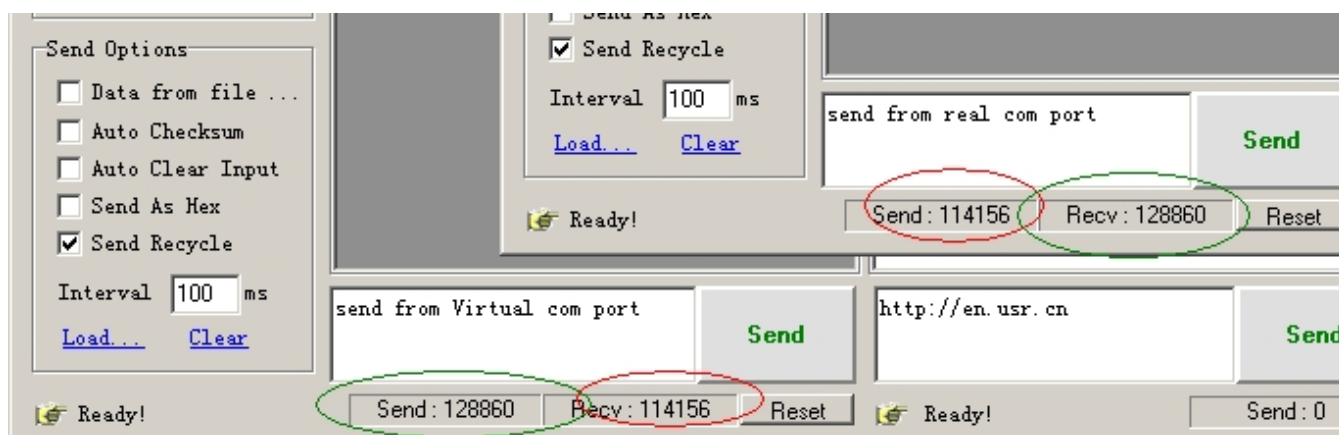 Send Options
Data from file ...
Auto Checksum
Auto Clear Input
Send As Hex
Send Recycle
Interval 100 ms
Load... Clear
Ready!
send from Virtual com port
Send
Send : 128860
Recv : 114156
Reset
Send As Hex
Send Recycle
Interval 100 ms
Load... Clear
Ready!
send from real com port
Send
Send : 114156
Recv : 128860
Reset
http://en.usr.cn
Send
Ready!
Send : 0